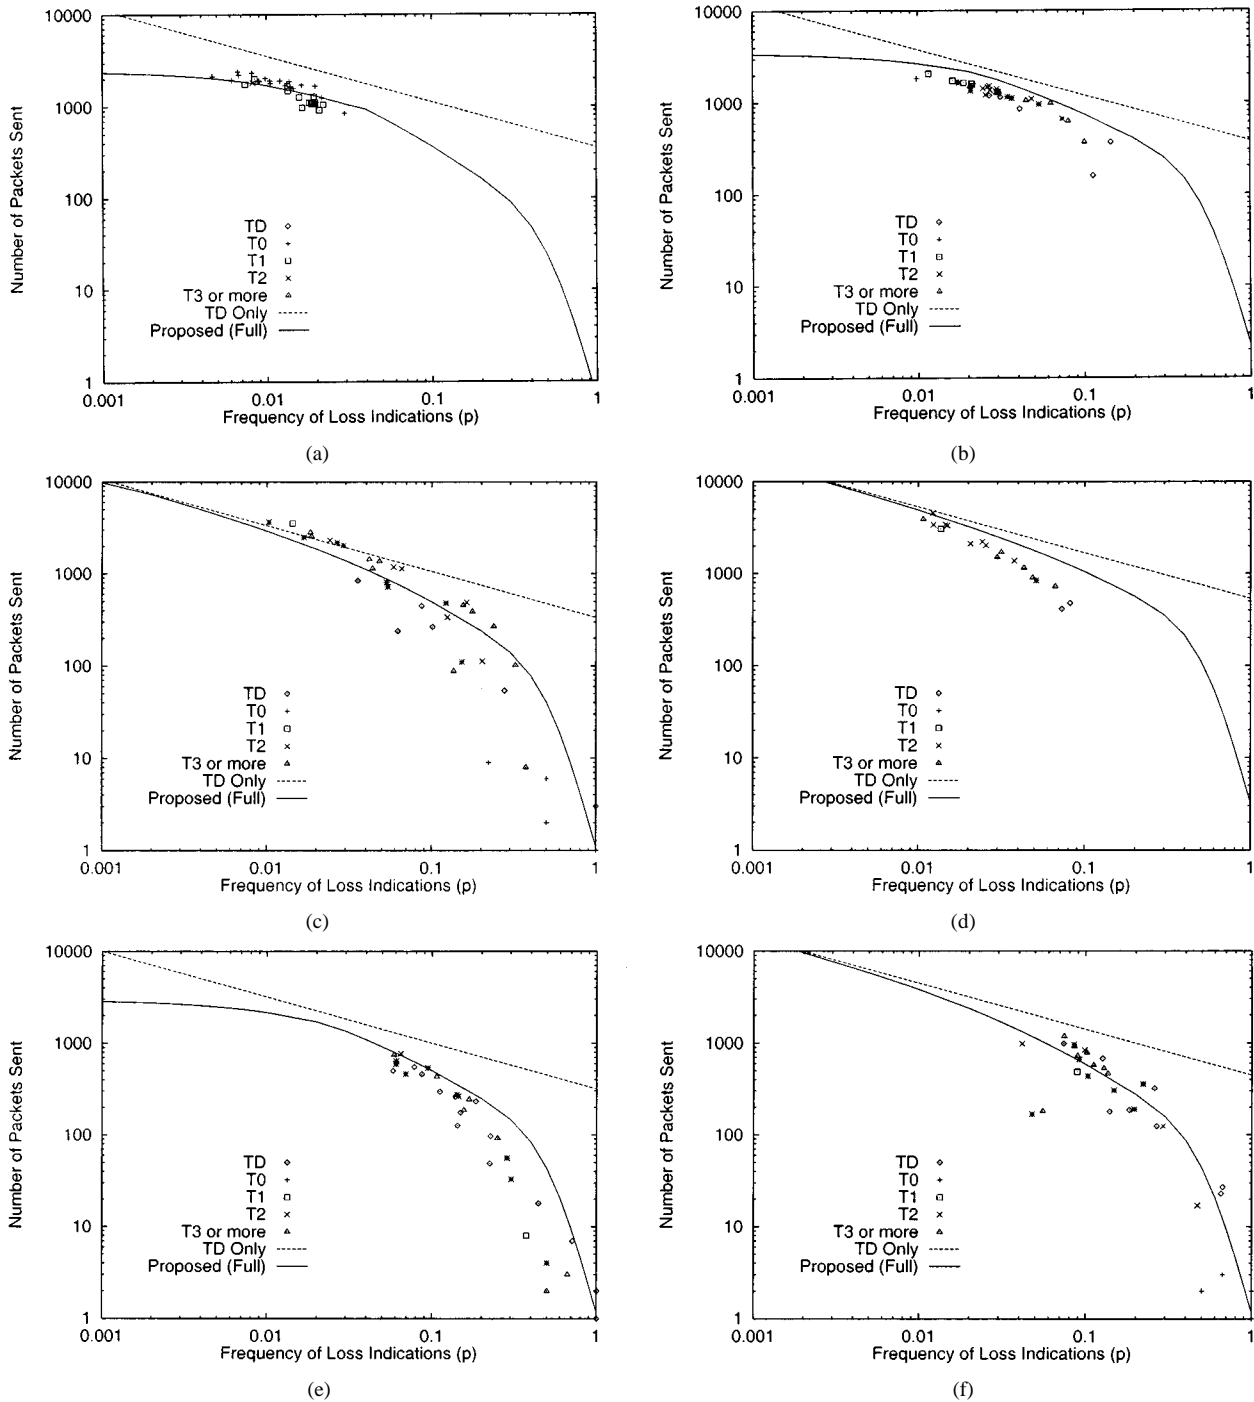 10000
1000
100
10
1
0.001
0.01
0.1
1
Number of Packets Sent
Frequency of Loss Indications (p)
TD
T0
T1
T2
T3 or more
TD Only
Proposed (Full)
(a)
10000
1000
100
10
1
0.001
0.01
0.1
1
Number of Packets Sent
Frequency of Loss Indications (p)
TD
T0
T1
T2
T3 or more
TD Only
Proposed (Full)
(b)
10000
1000
100
10
1
0.001
0.01
0.1
1
Number of Packets Sent
Frequency of Loss Indications (p)
TD
T0
T1
T2
T3 or more
TD Only
Proposed (Full)
(c)
10000
1000
100
10
1
0.001
0.01
0.1
1
Number of Packets Sent
Frequency of Loss Indications (p)
TD
T0
T1
T2
T3 or more
TD Only
Proposed (Full)
(d)
10000
1000
100
10
1
0.001
0.01
0.1
1
Number of Packets Sent
Frequency of Loss Indications (p)
TD
T0
T1
T2
T3 or more
TD Only
Proposed (Full)
(e)
10000
1000
100
10
1
0.001
0.01
0.1
1
Number of Packets Sent
Frequency of Loss Indications (p)
TD
T0
T1
T2
T3 or more
TD Only
Proposed (Full)
(f)